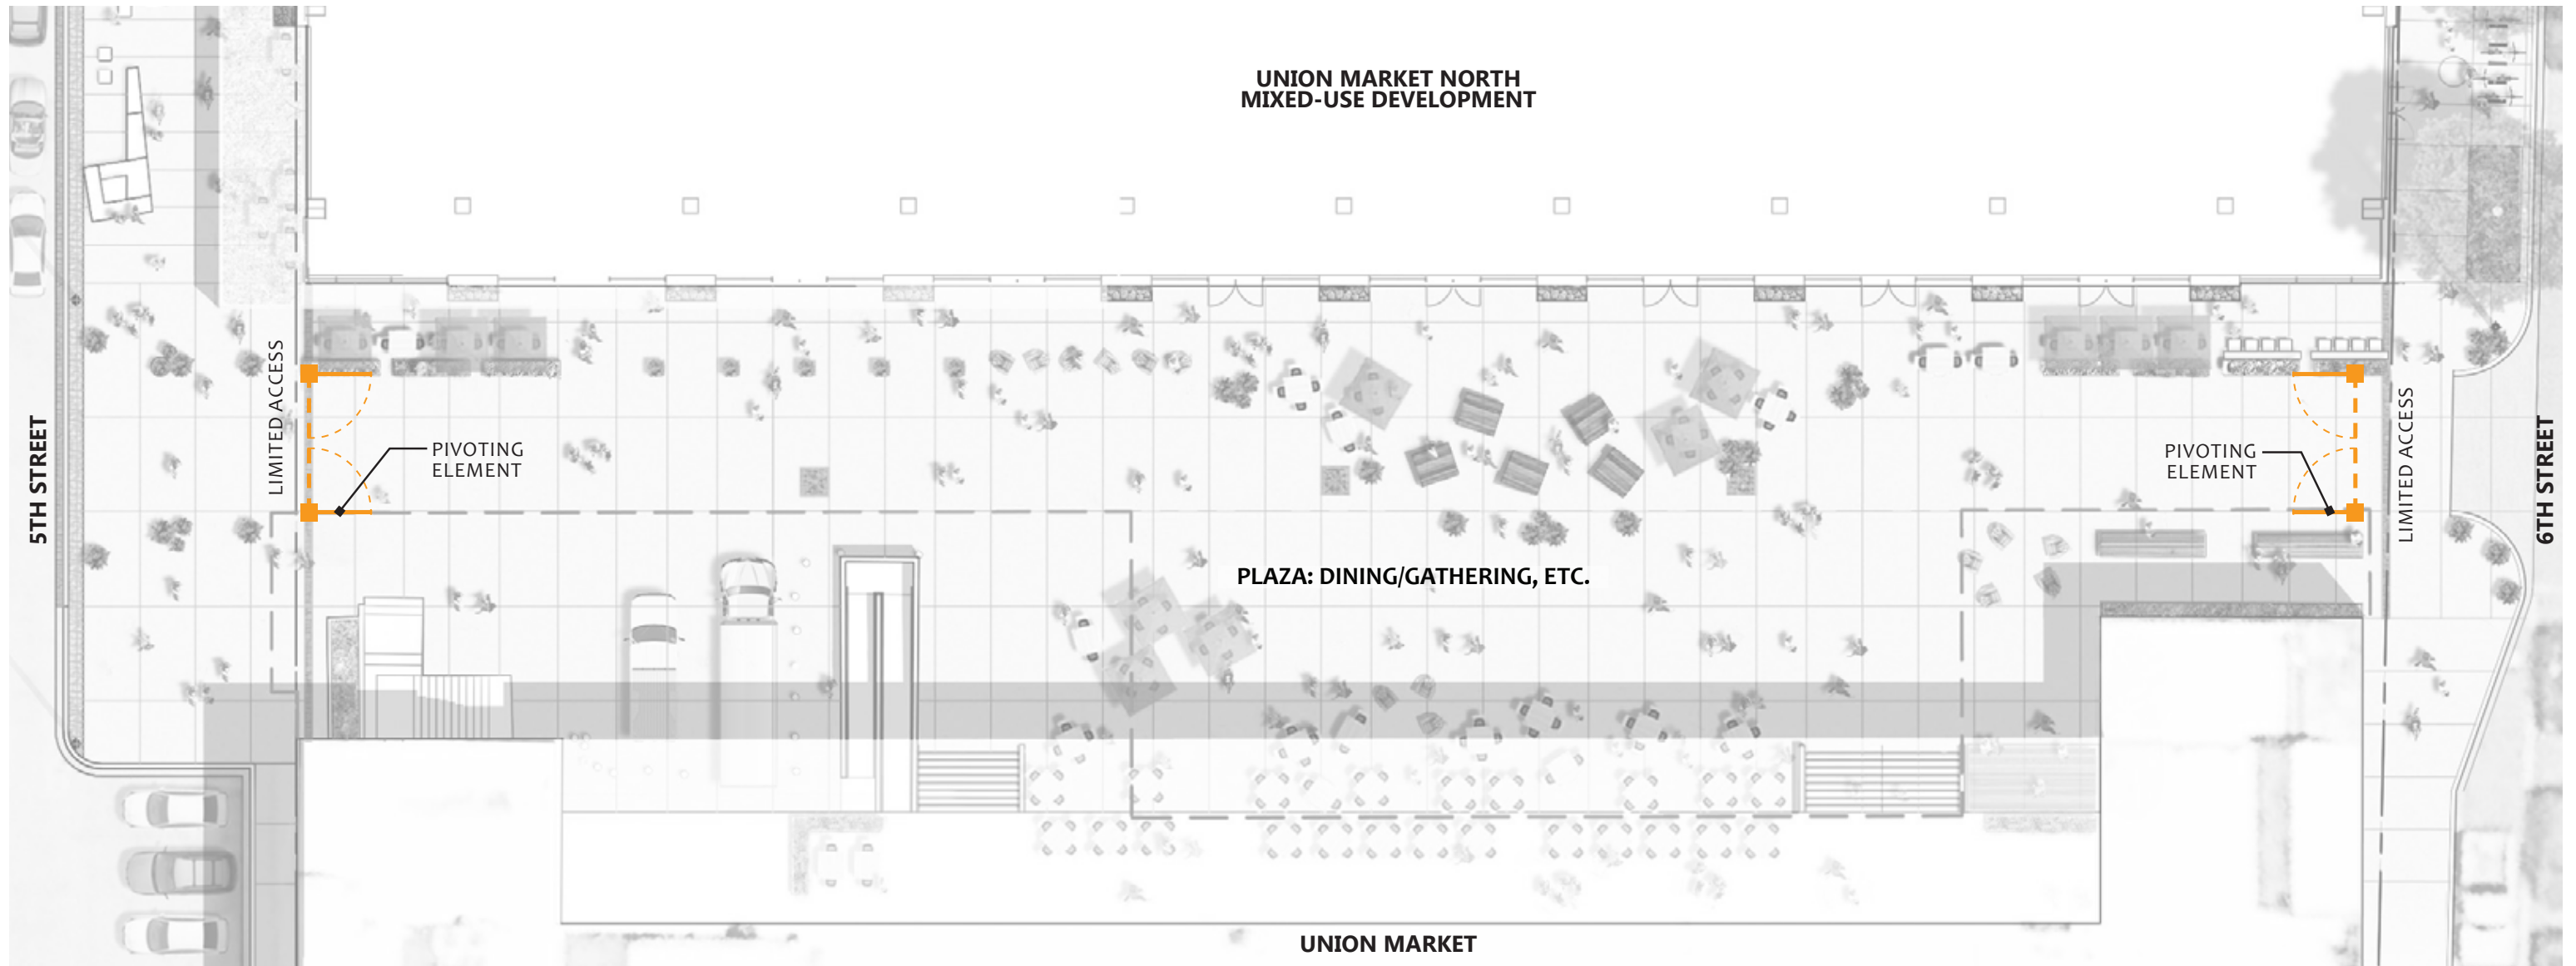 UNION MARKET NORTH
MIXED-USE DEVELOPMENT
5TH STREET
LIMITED ACCESS
PIVOTING
ELEMENT
PLAZA: DINING/GATHERING, ETC.
PIVOTING
ELEMENT
LIMITED ACCESS
6TH STREET
UNION MARKET